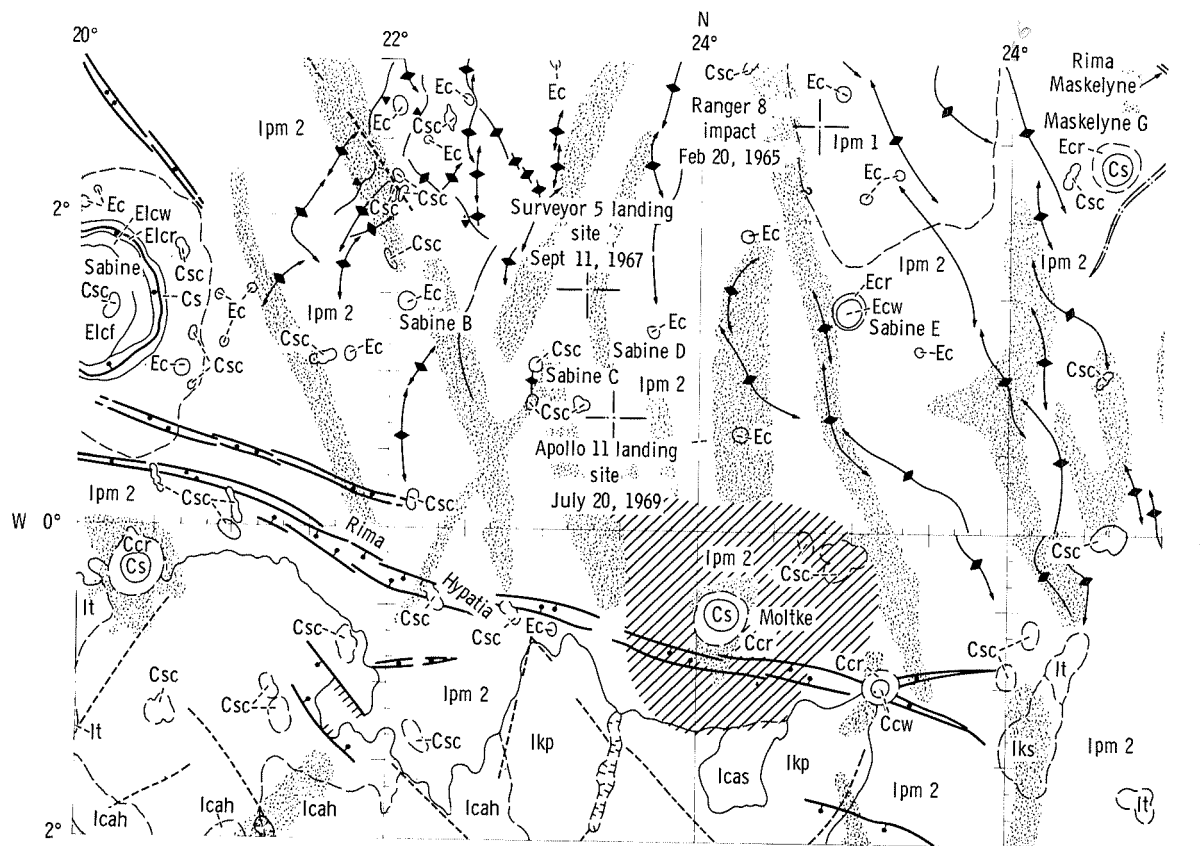 N
20°
22°
24°
24°
Rima
Maskelyne
Csc
Ec
Ec
Ec
Ranger 8
impact
Feb 20, 1965
Ipm 1
Maskelyne G
Ecr
Cs
Csc
Ipm 2
Ec
Csc
Ec
Ec
Csc
Csc
2°
Ec
Elcw
Elcr
Sabine
Csc
Cs
Csc
Elcf
Surveyor 5 landing
site
Sept 11, 1967
Csc
Ec
Ipm 2
Ipm 2
Ec
Ipm 2
Ec
Sabine B
Ecr
Ecw
Sabine E
Ec
Sabine D
Csc
Ec
Csc
Sabine C
Ipm 2
Ec
Csc
Ec
Csc
Csc
Apollo 11 landing
site
July 20, 1969
Ec
Ipm 2
Csc
Csc
W 0°
Rima
Hypatia
Ipm 2
Csc
Csc
Ccr
Cs
It
Csc
Csc
Ec
Cs
Moltke
Ccr
Csc
Csc
Csc
It
Csc
Csc
Ipm 2
Ccr
Ccw
It
Csc
Ikp
Icas
Ikp
Ipm 2
Iks
Ipm 2
Icah
Icah
Icah
It
2°